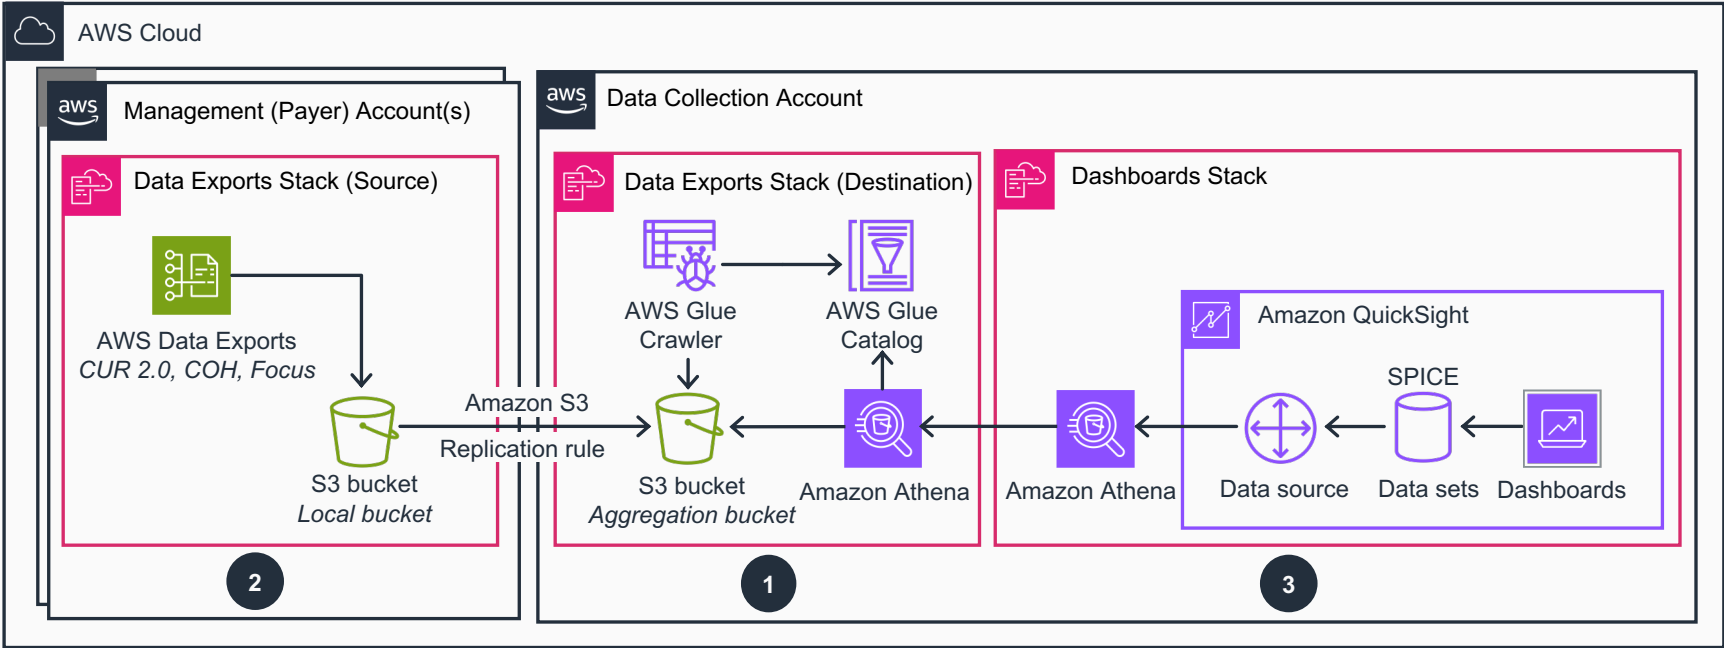 AWS Cloud
aws
Management (Payer) Account(s)
Data Exports Stack (Source)
AWS Data Exports
CUR 2.0, COH, Focus
S3 bucket
Local bucket
2
Amazon S3
Replication rule
aws
Data Collection Account
Data Exports Stack (Destination)
AWS Glue
Crawler
AWS Glue
Catalog
S3 bucket
Aggregation bucket
Amazon Athena
1
Dashboards Stack
Amazon Athena
Amazon QuickSight
SPICE
Data source
Data sets
Dashboards
3